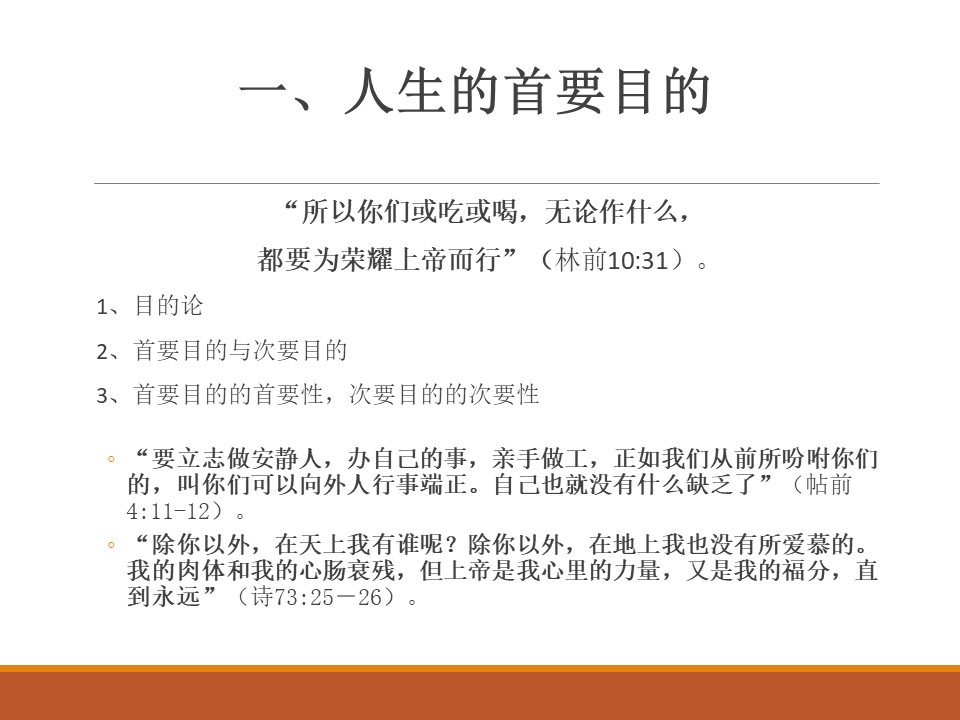 一、人生的首要目的
“所以你们或吃或喝，无论作什么，
都要为荣耀上帝而行”（林前10:31）。
1、目的论
2、首要目的与次要目的
3、首要目的的首要性，次要目的的次要性
◦ “要立志做安静人，办自己的事，亲手做工，正如我们从前所吩咐你们
的，叫你们可以向外人行事端正。自己也就没有什么缺乏了”（帖前
4:11-12）。
◦ “除你以外，在天上我有谁呢？除你以外，在地上我也没有所爱慕的。
我的肉体和我的心肠衰残，但上帝是我心里的力量，又是我的福分，直
到永远”（诗73:25－26）。